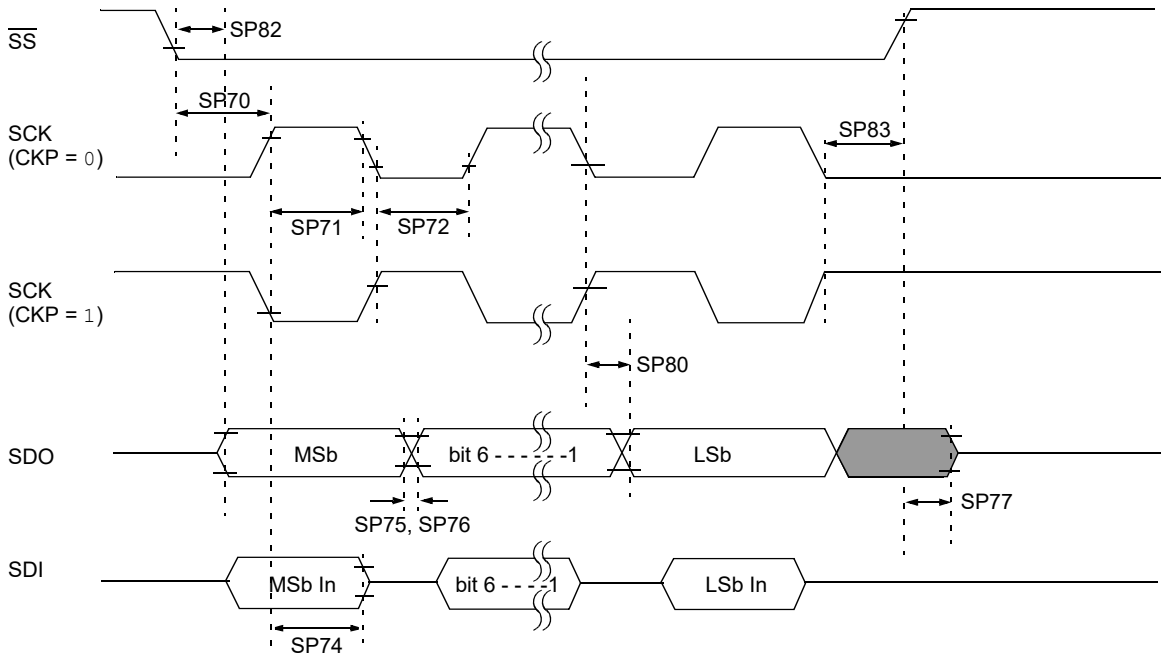 SS
SP82
SP70
SCK
(CKP = 0)
SP83
SP71
SP72
SCK
(CKP = 1)
SP80
SDO
MSb
bit 6 - - - - - -1
LSb
SP77
SP75, SP76
SDI
MSb In
bit 6 - - - - -1
LSb In
SP74